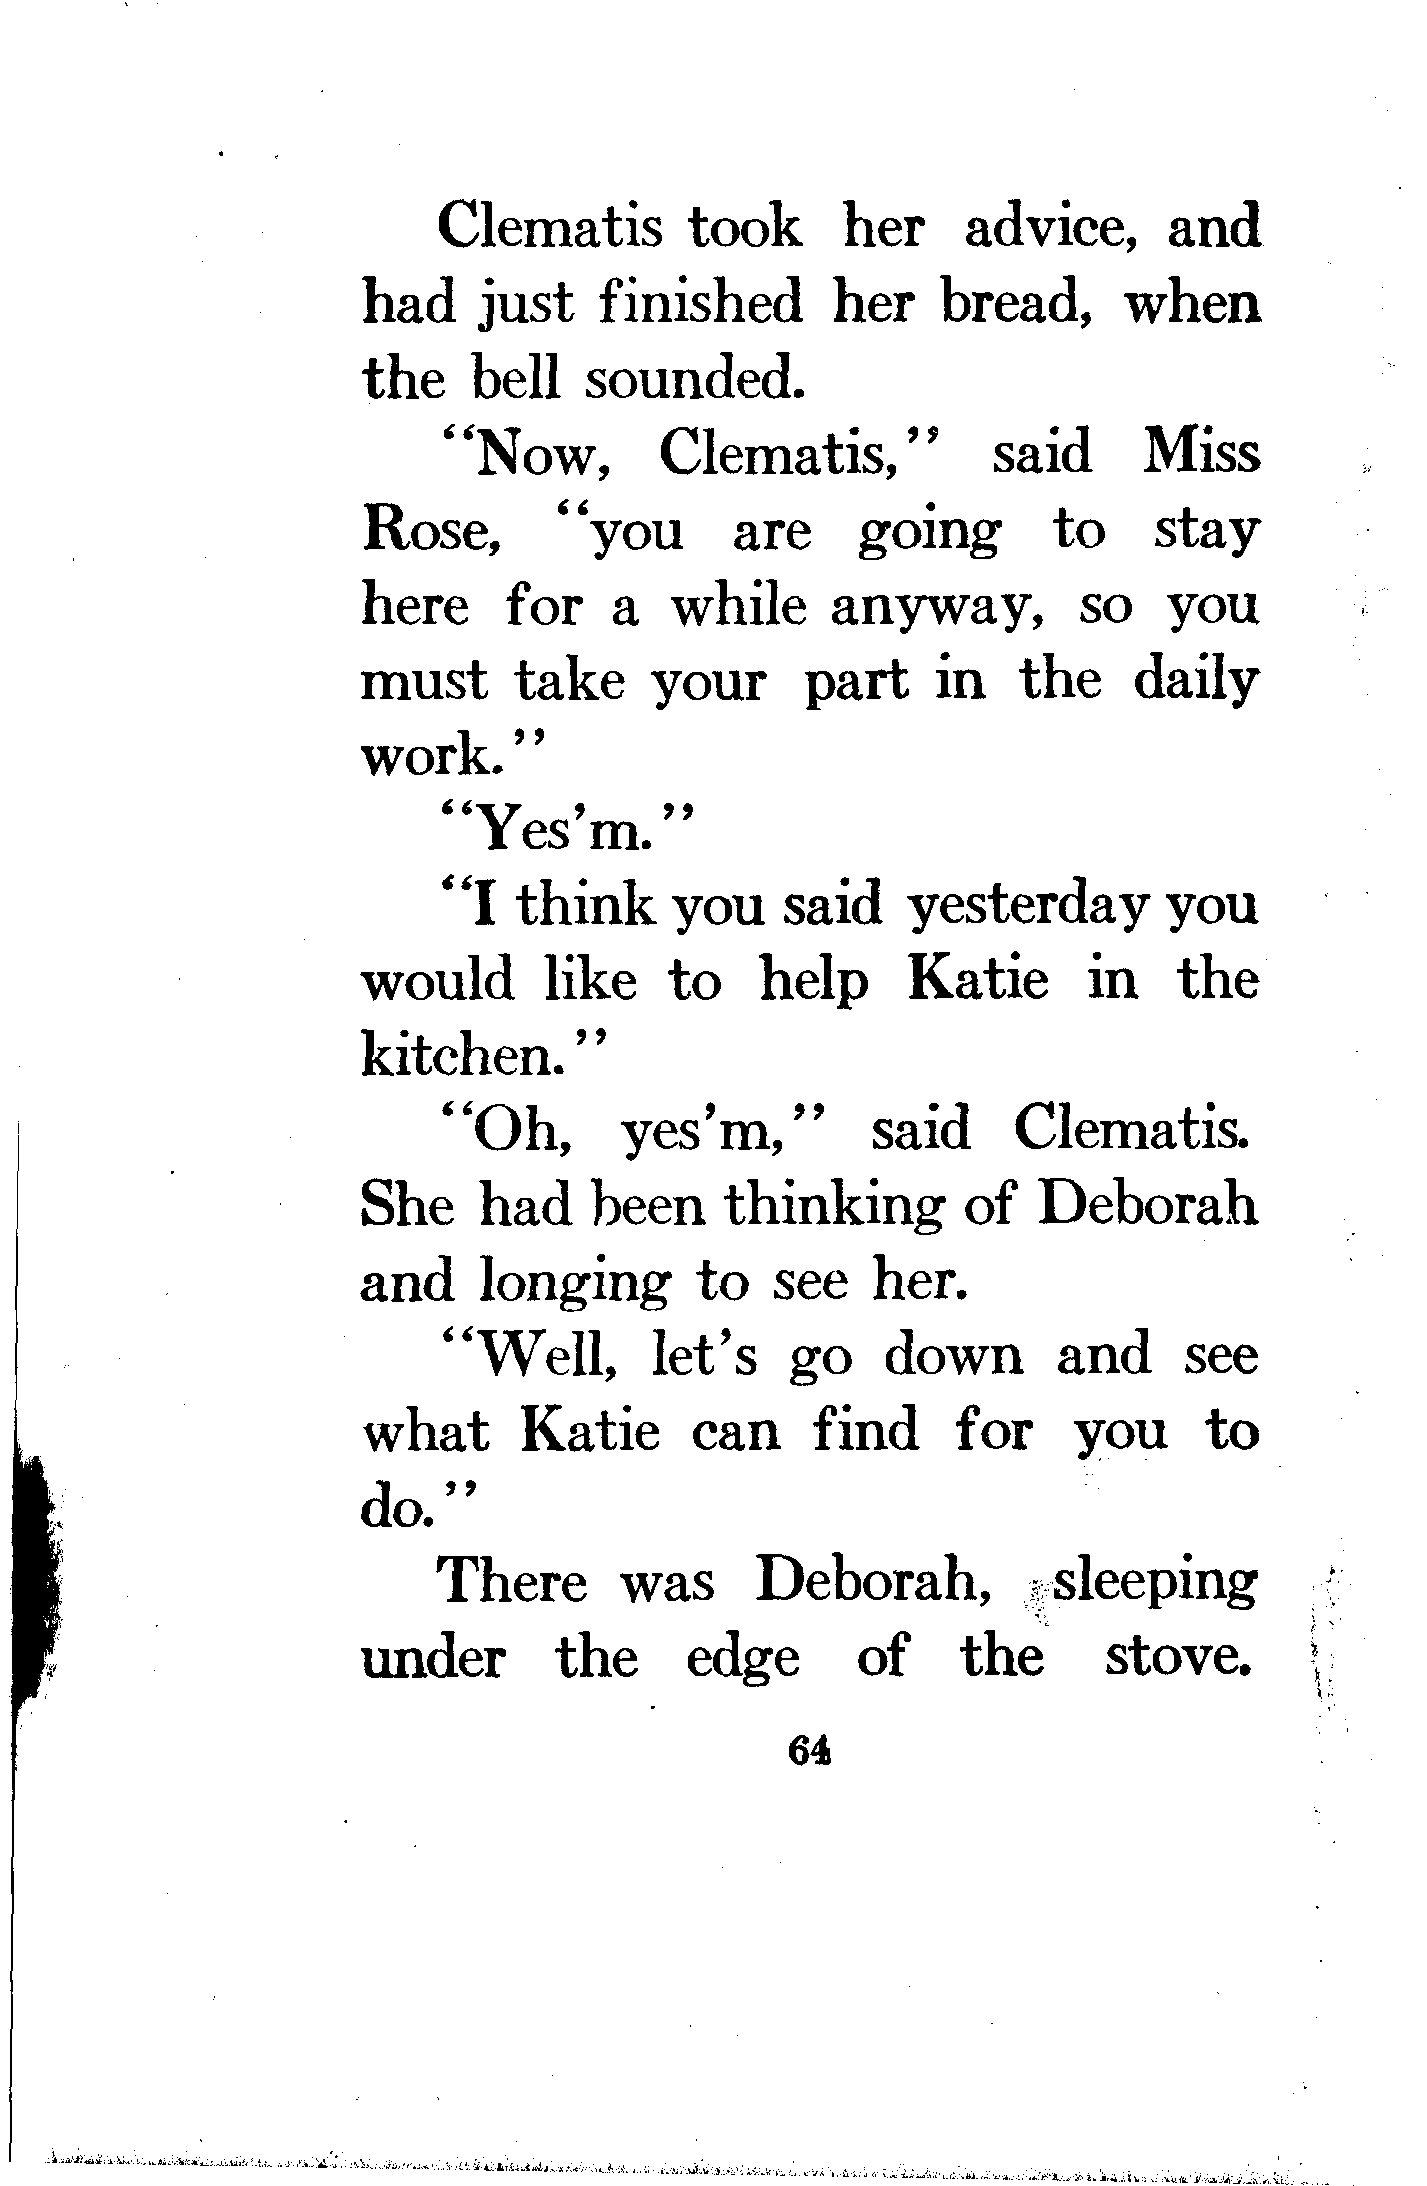 Clematis took her advice, and
had just finished her bread, when
the bell sounded.
"Now, Clematis," said Miss
Rose, "you are going to stay
here for a while anyway, so you
must take your part in the daily
work."
"Yes'm."
"I think you said yesterday you
would like to help Katie in the
kitchen."
"Oh, yes'm," said Clematis.
She had been thinking of Deborah
and longing to see her.
"Well, let's go down and see
what Katie can find for you to
do."
There was Deborah, sleeping
under the edge of the stove.
64